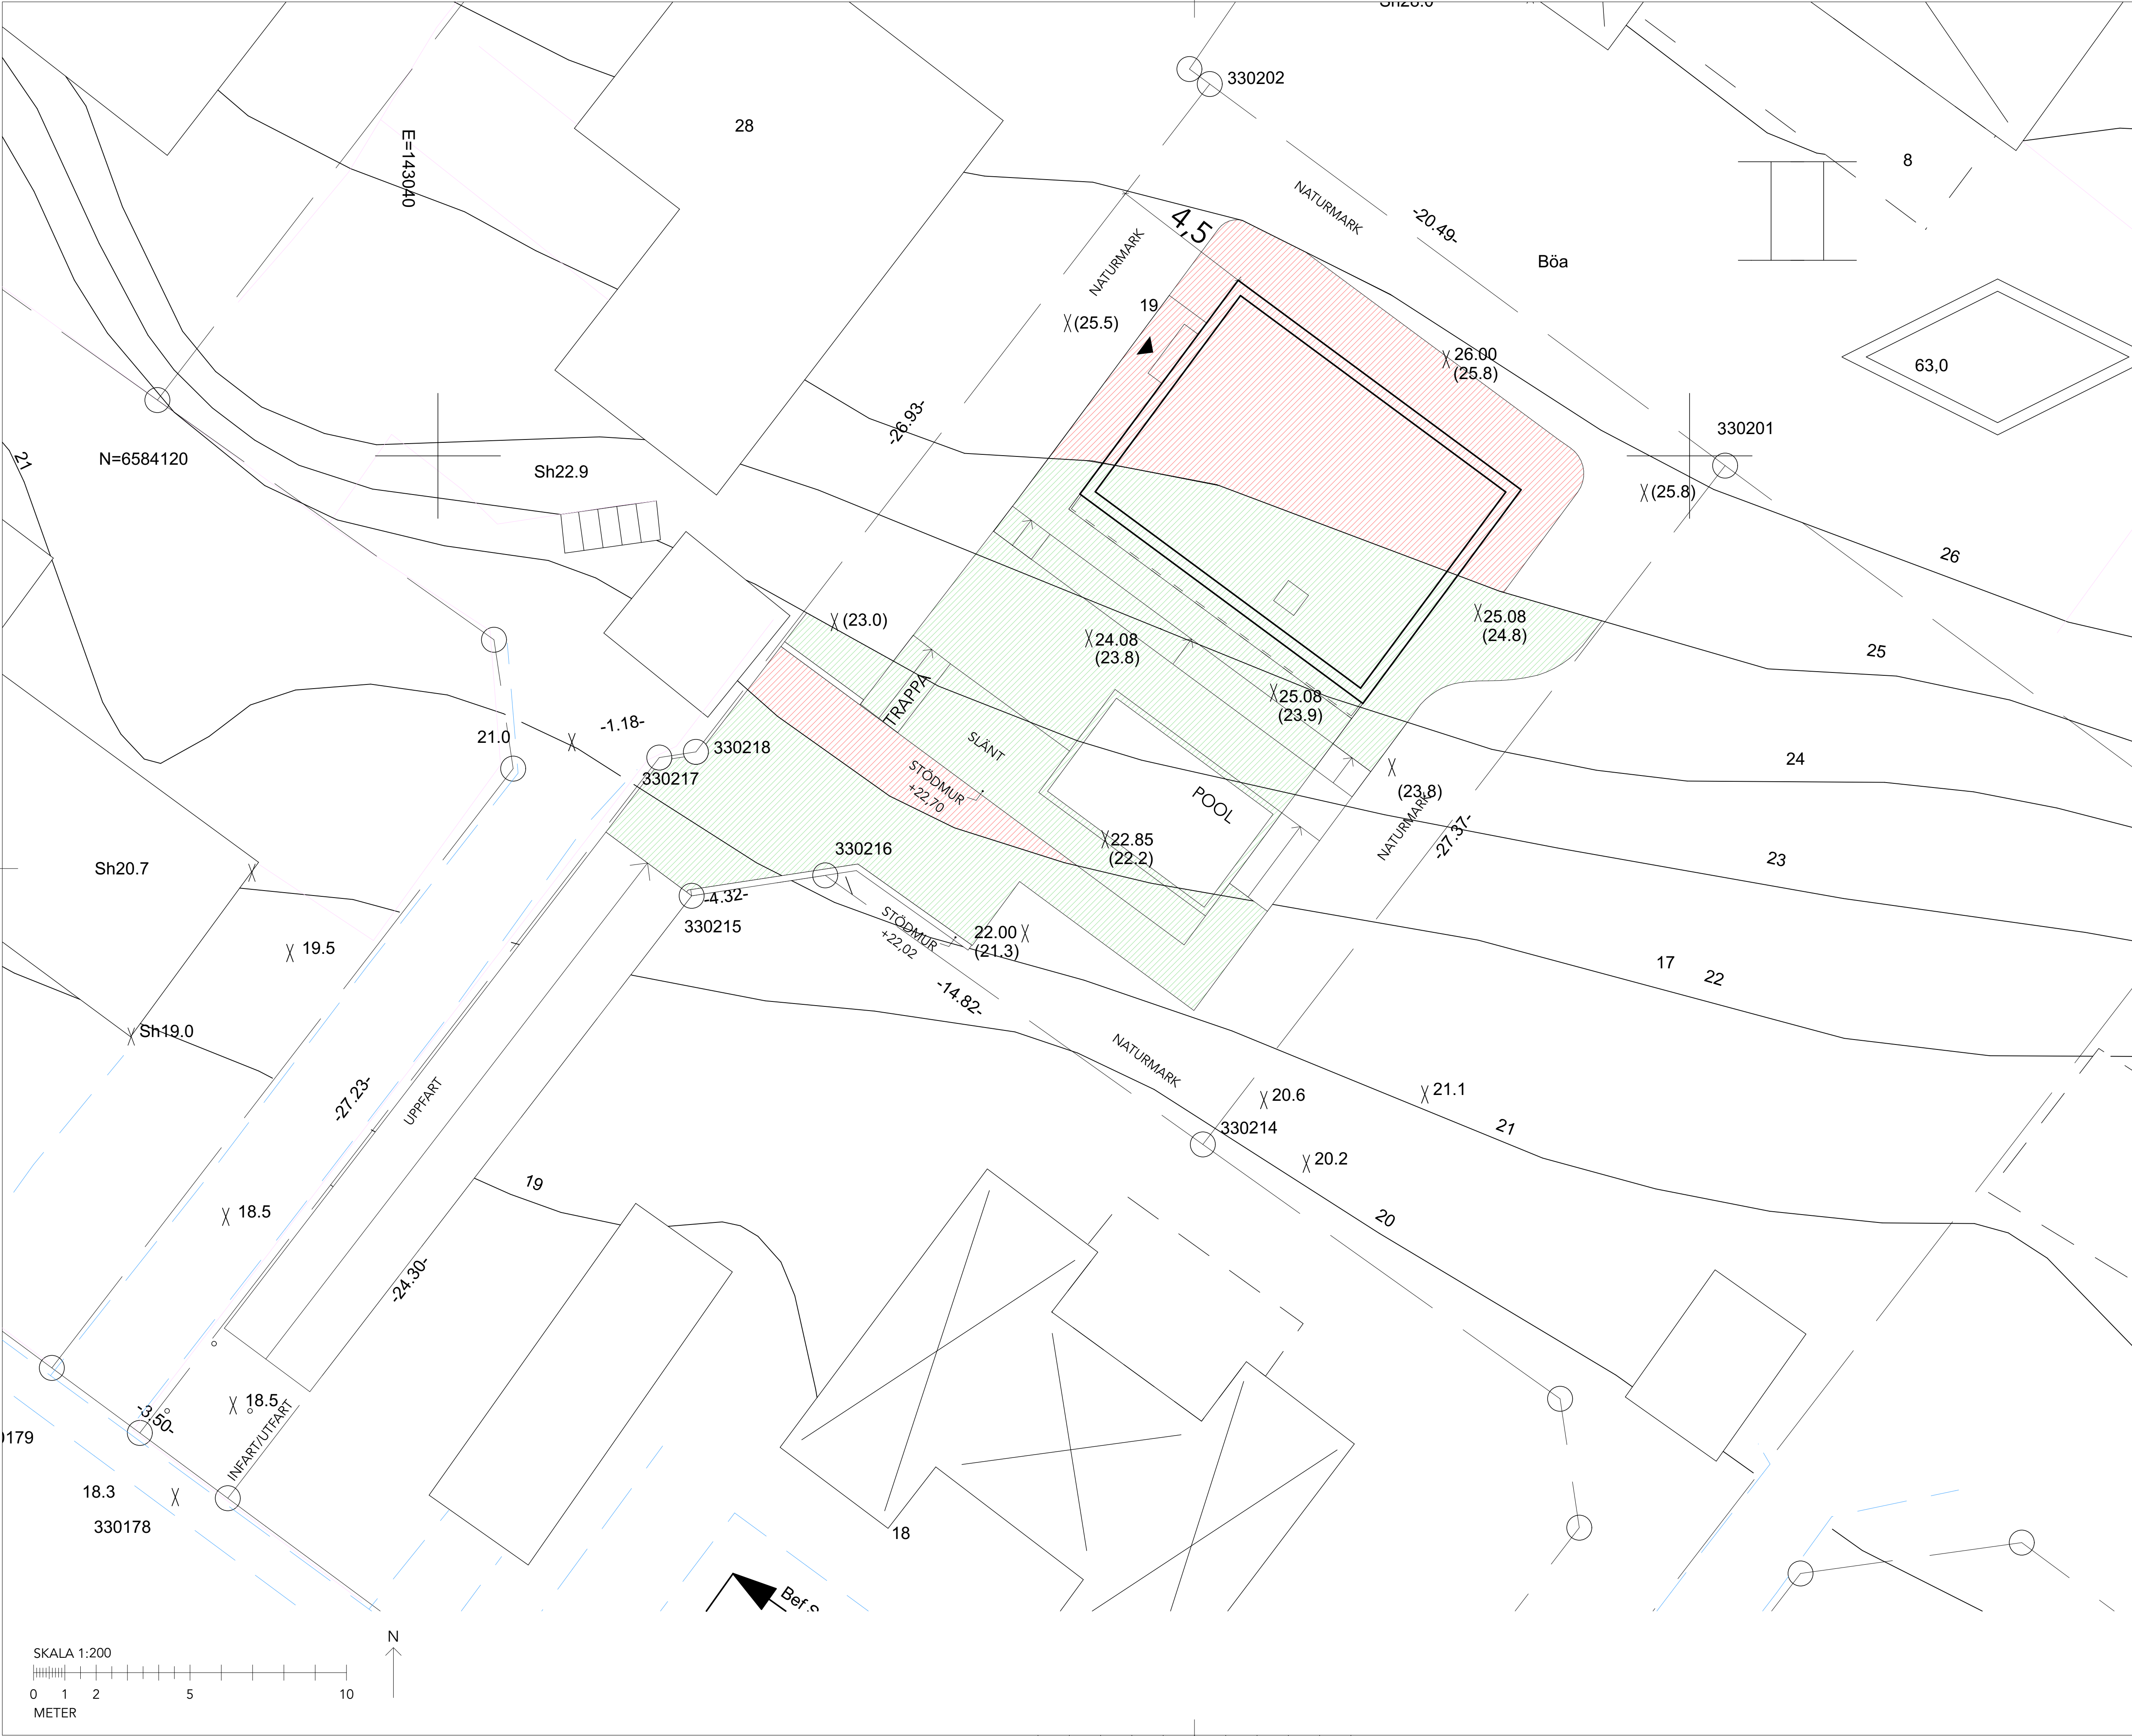 330202
28
E=143040
8
NATURMARK
4,5
-20.49-
NATURMARK
Böa
19
(25.5)
26.00
(25.8)
63,0
-26.93-
330201
21
N=6584120
Sh22.9
(25.8)
26
(23.0)
24.08
(23.8)
25.08
(24.8)
25
TRAPPA
25.08
(23.9)
-1.18-
21.0
330218
330217
SLÄNT
24
STÖDMUR
+22,70
POOL
(23.8)
NATURMARK
-27.37-
22.85
(22.2)
330216
23
Sh20.7
-4.32-
330215
STÖDMUR
+22,02
22.00
(21.3)
19.5
17
22
-14.82-
Sh19.0
NATURMARK
-27.23-
UPPFART
20.6
21.1
330214
21
20.2
19
18.5
20
-24.30-
18.5
-3.50-
INFART/UTFART
18.3
330178
18
SKALA 1:200
N
0 1 2 5 10
METER